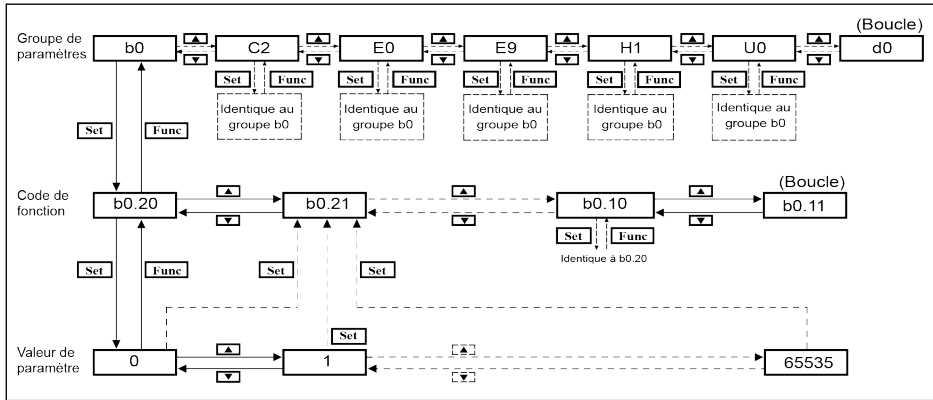 (Boucle)
Groupe de
paramètres
b0
C2
E0
E9
H1
U0
d0
Set
Func
Set
Func
Set
Func
Set
Func
Set
Func
Identique au
groupe b0
Identique au
groupe b0
Identique au
groupe b0
Identique au
groupe b0
Identique au
groupe b0
Set
Func
(Boucle)
Code de
fonction
b0.20
b0.21
b0.10
b0.11
Set
Func
Identique à b0.20
Set
Func
Set
Set
Set
Valeur de
paramètre
0
1
65535